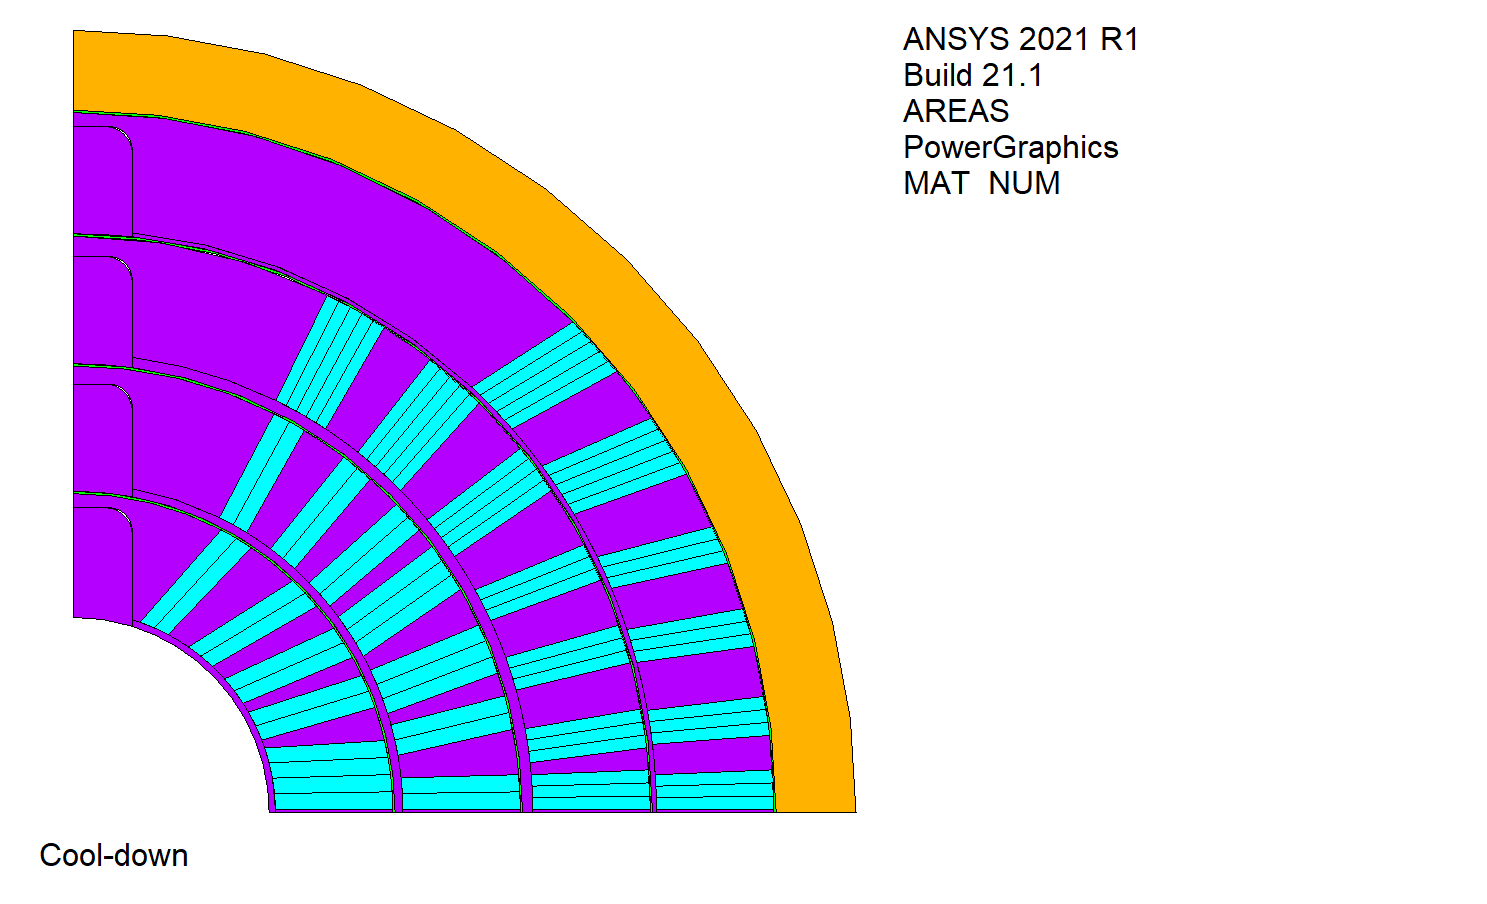 ANSYS 2021 R1
Build 21.1
AREAS
PowerGraphics
MAT  NUM
Cool-down